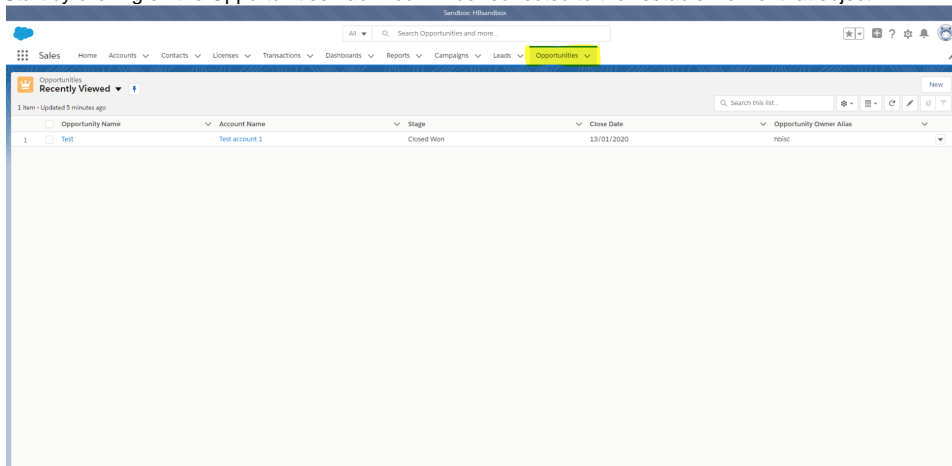 Sandbox: HBsandbox
All Search Opportunities and more...
Sales Home Accounts Contacts Licenses Transactions Dashboards Reports Campaigns Leads Opportunities
Opportunities
Recently Viewed
New
1 item • Updated 5 minutes ago
Search this list...
Opportunity Name Account Name Stage Close Date Opportunity Owner Alias
1 Test Test account 1 Closed Won 13/01/2020 hbisc